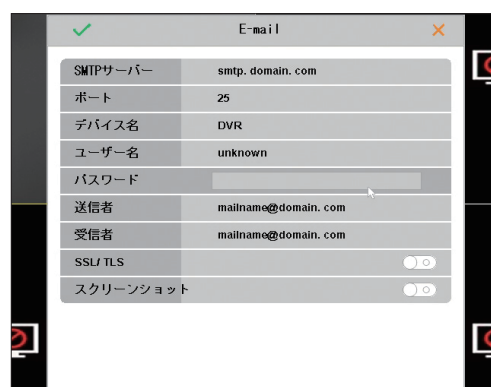 E-mail
SMTPサーバー smtp. domain. com
ポート 25
デバイス名 DVR
ユーザー名 unknown
パスワード
送信者 mailname@domain. com
受信者 mailname@domain. com
SSL/ TLS
スクリーンショット